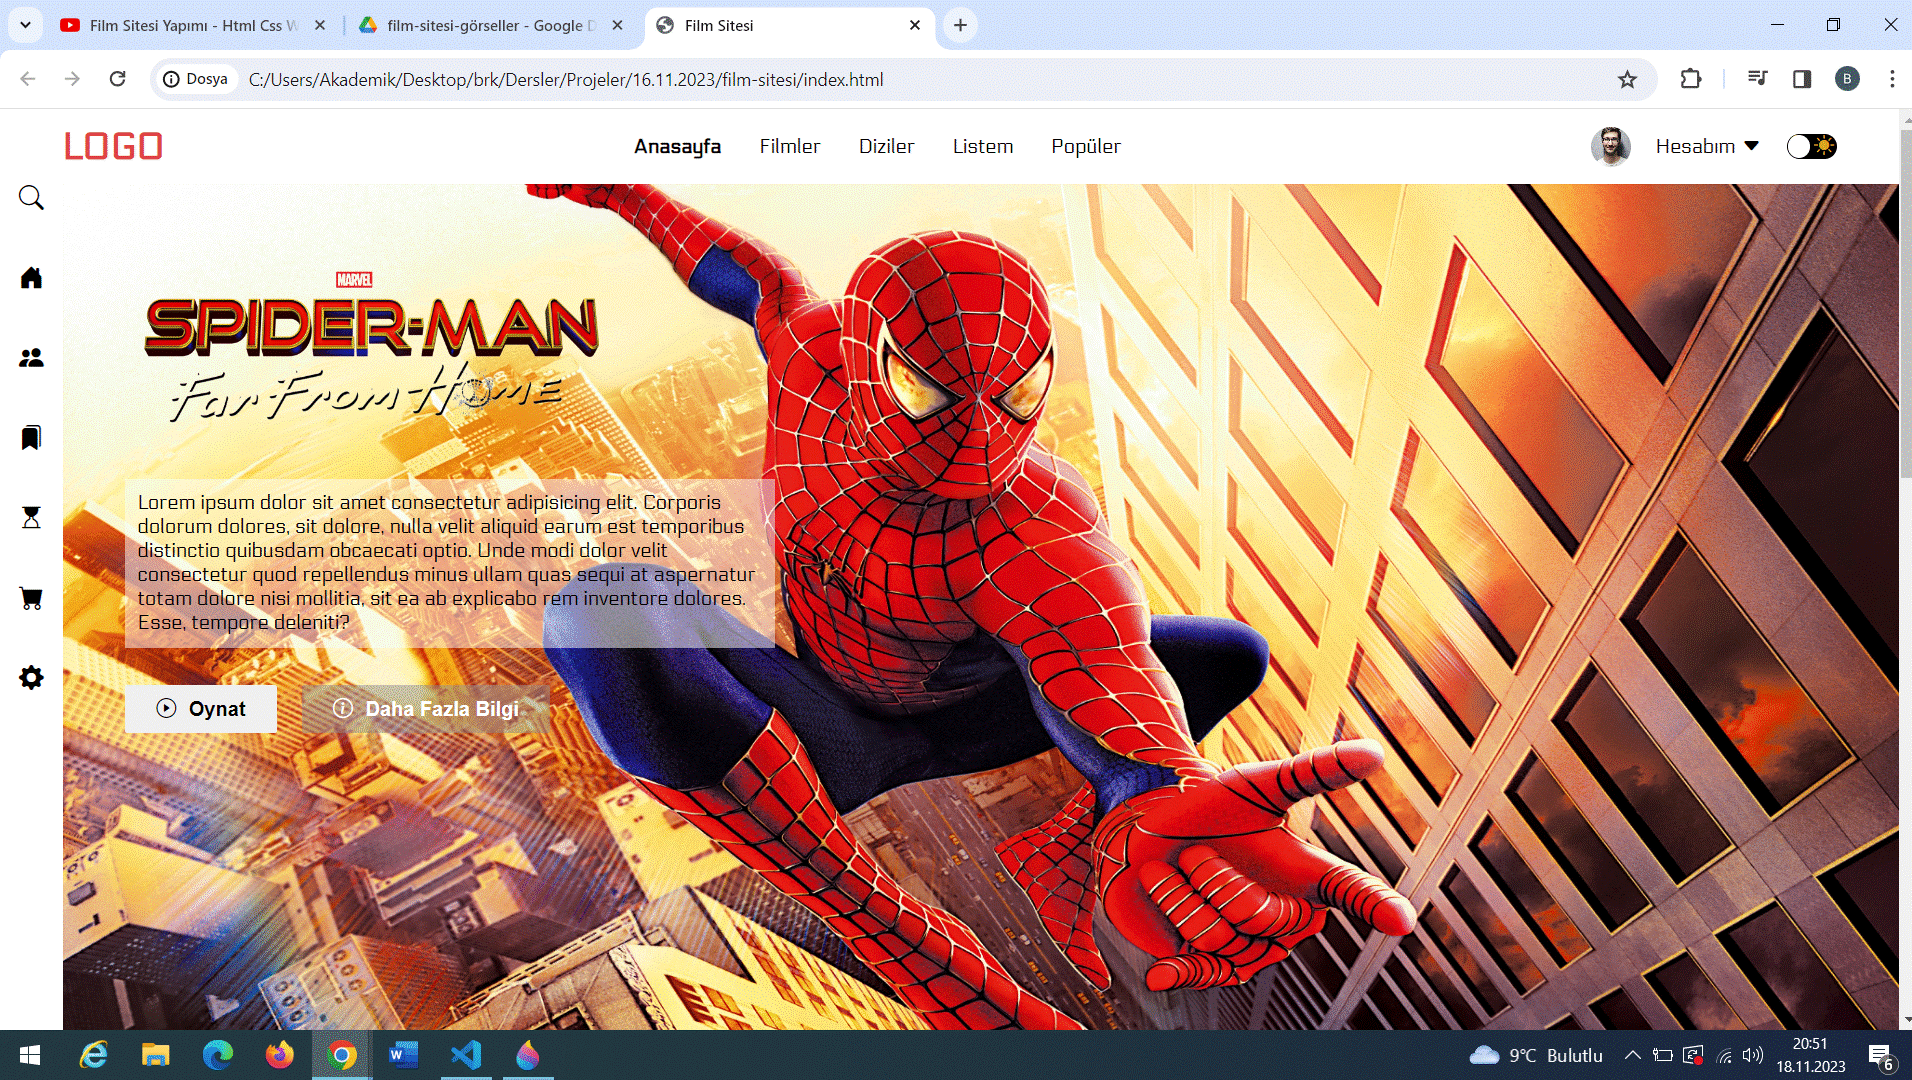 Film Sitesi Yapımı - Html Css W
film-sitesi-görseller - Google D
Film Sitesi
Dosya
C:/Users/Akademik/Desktop/brk/Dersler/Projeler/16.11.2023/film-sitesi/index.html
B
LOGO
Anasayfa
Filmler
Diziler
Listem
Popüler
Hesabım
MARVEL
SPIDER-MAN
Far From Home
Lorem ipsum dolor sit amet consectetur adipisicing elit. Corporis
dolorum dolores, sit dolore, nulla velit aliquid earum est temporibus
distinctio quibusdam obcaecati optio. Unde modi dolor velit
consectetur quod repellendus minus ullam quas sequi at aspernatur
totam dolore nisi mollitia, sit ea ab explicabo rem inventore dolores.
Esse, tempore deleniti?
Oynat
Daha Fazla Bilgi
W
9°C Bulutlu
20:51
18.11.2023
6